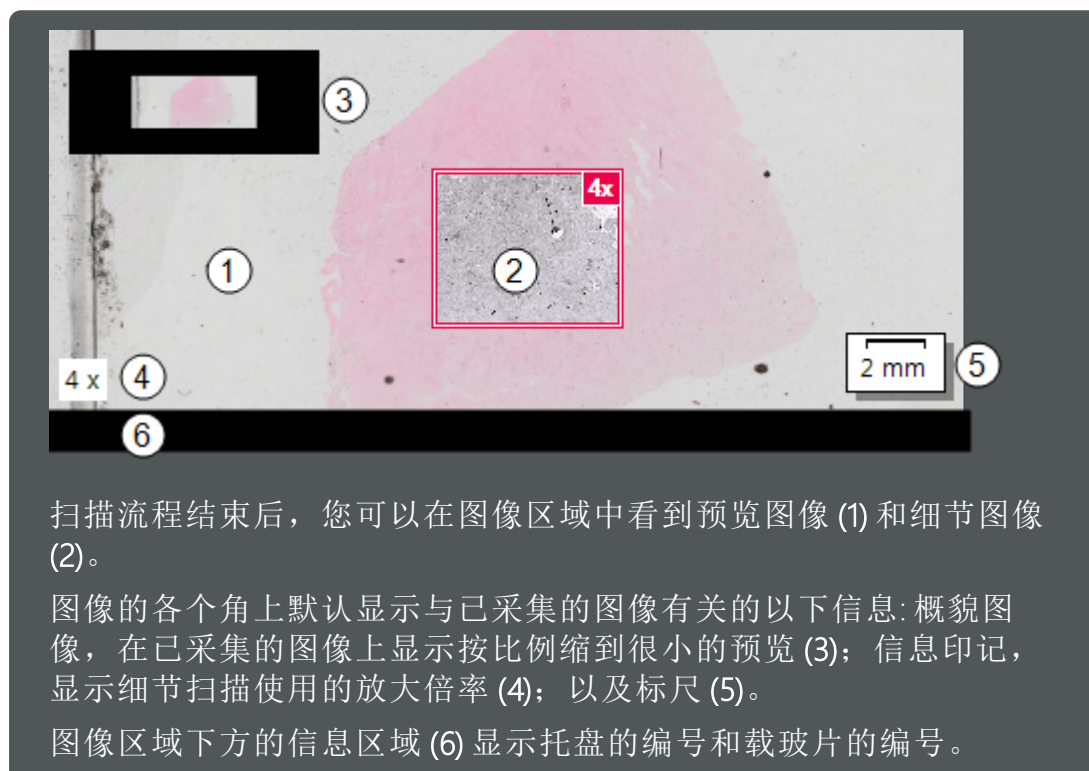 3
4x
1
2
4 x
4
2 mm
5
6
扫描流程结束后，您可以在图像区域中看到预览图像 (1) 和细节图像
(2)。
图像的各个角上默认显示与已采集的图像有关的以下信息: 概貌图
像，在已采集的图像上显示按比例缩到很小的预览 (3)；信息印记，
显示细节扫描使用的放大倍率 (4)；以及标尺 (5)。
图像区域下方的信息区域 (6) 显示托盘的编号和载玻片的编号。